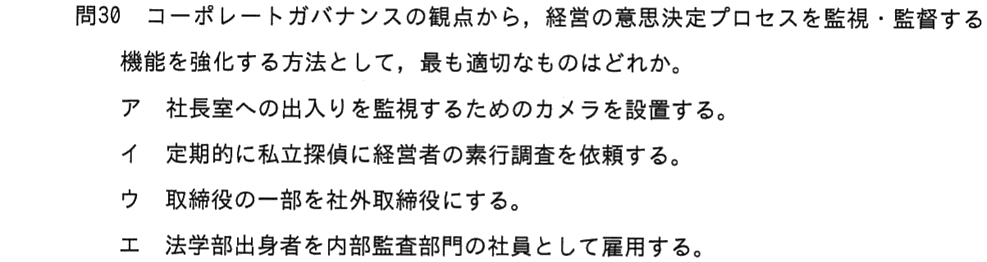 問30　コーポレートガバナンスの観点から，経営の意思決定プロセスを監視・監督する
機能を強化する方法として，最も適切なものはどれか。
ア　社長室への出入りを監視するためのカメラを設置する。
イ　定期的に私立探偵に経営者の素行調査を依頼する。
ウ　取締役の一部を社外取締役にする。
エ　法学部出身者を内部監査部門の社員として雇用する。